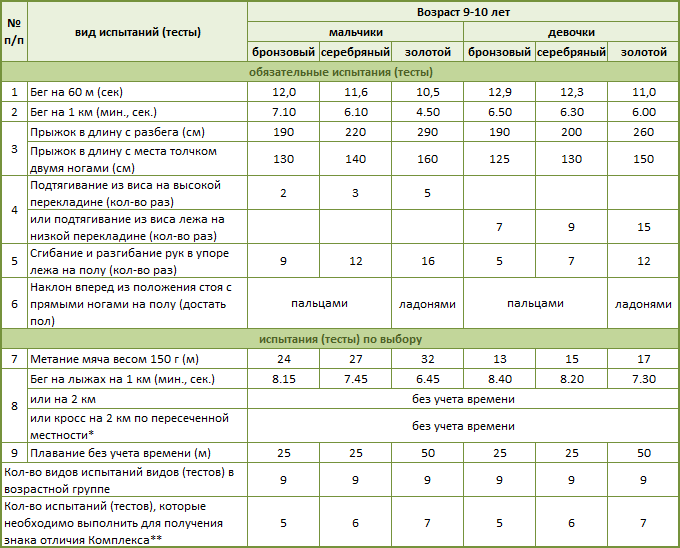 № п/п вид испытаний (тесты) Возраст 9-10 лет
мальчики девочки
бронзовый серебряный золотой бронзовый серебряный золотой
обязательные испытания (тесты)
1 Бег на 60 м (сек) 12,0 11,6 10,5 12,9 12,3 11,0
2 Бег на 1 км (мин., сек.) 7.10 6.10 4.50 6.50 6.30 6.00
3 Прыжок в длину с разбега (см) 190 220 290 190 200 260
Прыжок в длину с места толчком
двумя ногами (см) 130 140 160 125 130 150
4 Подтягивание из виса на высокой
перекладине (кол-во раз) 2 3 5
или подтягивание из виса лежа на
низкой перекладине (кол-во раз) 7 9 15
5 Сгибание и разгибание рук в упоре
лежа на полу (кол-во раз) 9 12 16 5 7 12
6 Наклон вперед из положения стоя с
прямыми ногами на полу (достать
пол) пальцами ладонями пальцами ладонями
испытания (тесты) по выбору
7 Метание мяча весом 150 г (м) 24 27 32 13 15 17
8 Бег на лыжах на 1 км (мин., сек.) 8.15 7.45 6.45 8.40 8.20 7.30
или на 2 км без учета времени
или кросс на 2 км по пересеченной
местности* без учета времени
9 Плавание без учета времени (м) 25 25 50 25 25 50
Кол-во видов испытаний видов (тестов) в
возрастной группе 9 9 9 9 9 9
Кол-во испытаний (тестов), которые
необходимо выполнить для получения
знака отличия Комплекса** 5 6 7 5 6 7